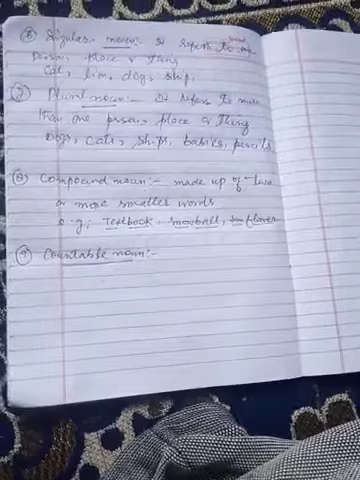 ⑥ Singular noun :- It refers to one
Person, place or thing
Cat, lion, dog, ship.
⑦ Plural noun :- It refers to more
than one person, place or thing
Dogs, cats, ships, babies, pencils
⑧ Compound noun :- made up of two
or more smaller words
e.g; Textbook, snowball, sunflower
⑨ Countable noun :-